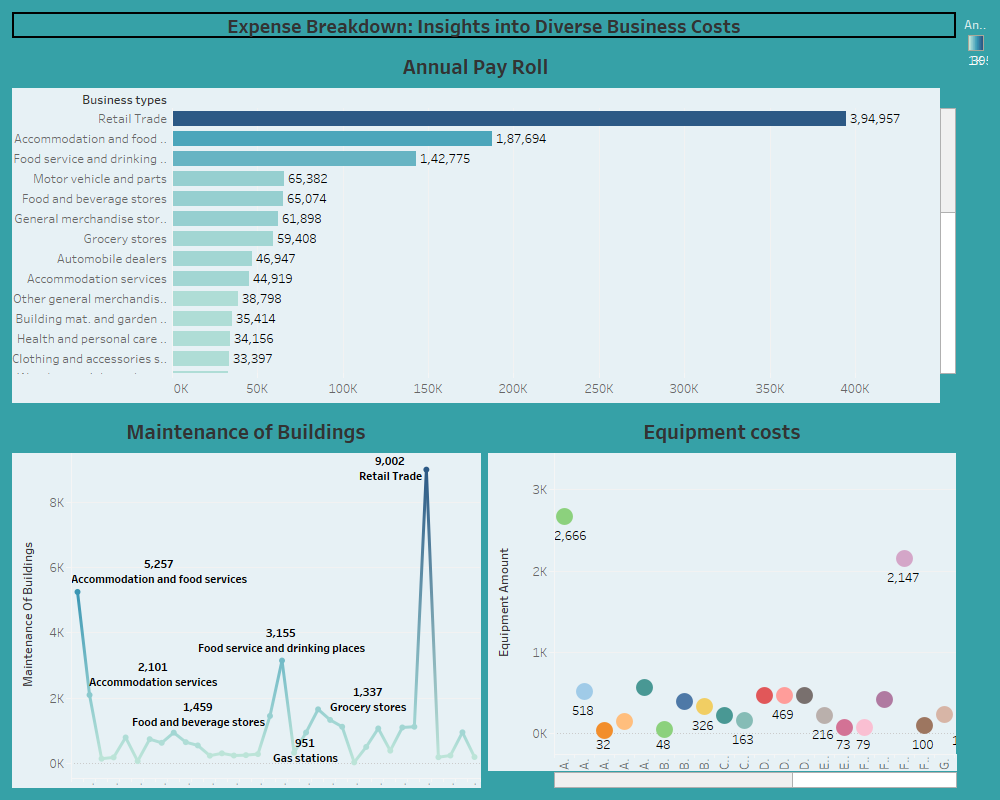 Expense Breakdown: Insights into Diverse Business Costs
An..
Annual Pay Roll
Business types
Retail Trade 3,94,957
Accommodation and food .. 1,87,694
Food service and drinking .. 1,42,775
Motor vehicle and parts 65,382
Food and beverage stores 65,074
General merchandise stor.. 61,898
Grocery stores 59,408
Automobile dealers 46,947
Accommodation services 44,919
Other general merchandis.. 38,798
Building mat. and garden .. 35,414
Health and personal care .. 34,156
Clothing and accessories s.. 33,397
0K 50K 100K 150K 200K 250K 300K 350K 400K
Maintenance of Buildings
Maintenance Of Buildings
8K
6K
4K
2K
0K
9,002
Retail Trade
5,257
Accommodation and food services
3,155
Food service and drinking places
2,101
Accommodation services
1,459
Food and beverage stores
1,337
Grocery stores
951
Gas stations
Equipment costs
Equipment Amount
3K
2K
1K
0K
2,666
2,147
518
32
48
326
163
469
216
73
79
100
A. A. A. A. A. B. B. B. C. C. D. D. D. E. E. F. F. F. F. G.